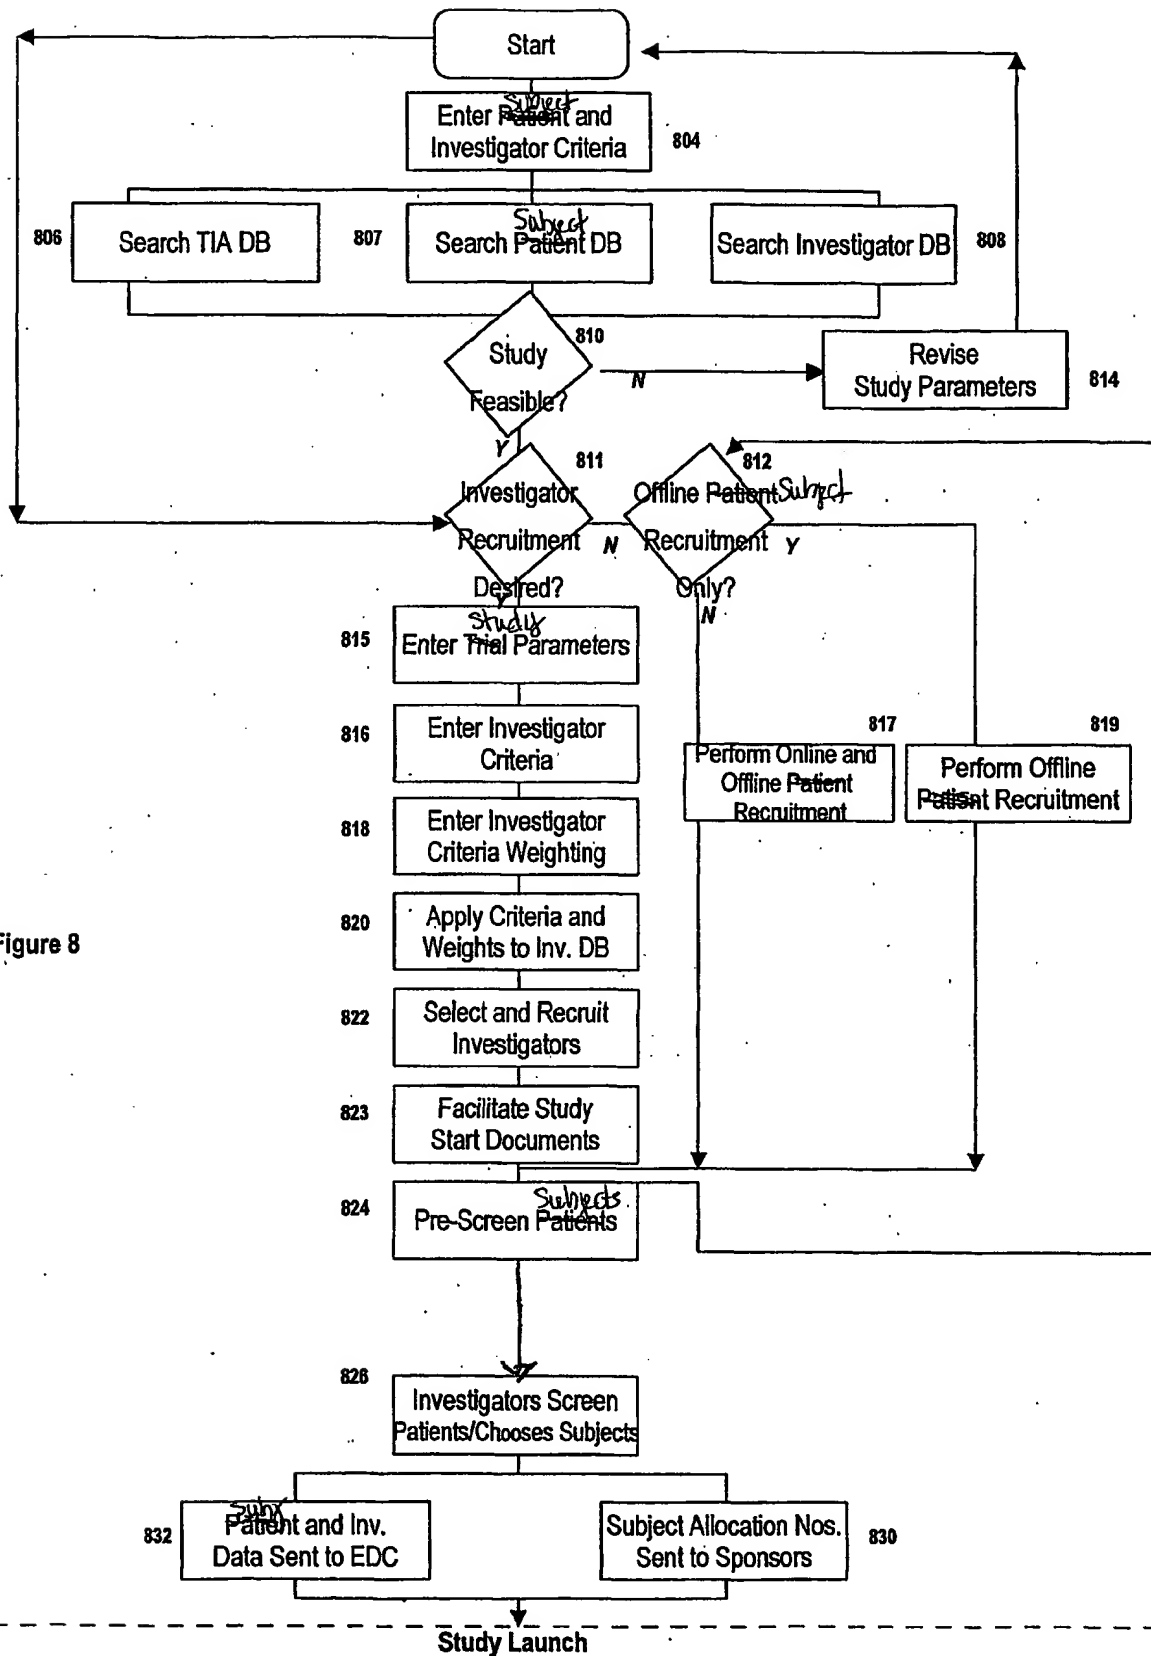 Start
Subject
Enter Patient and
Investigator Criteria
804
806
Search TIA DB
807
Subject
Search Patient DB
Search Investigator DB
808
810
Study
Feasible?
N
Y
Revise
Study Parameters
814
811
Investigator
Recruitment
Desired?
N
Y
812
Offline Patient Subject
Recruitment
Only?
Y
N
815
Study
Enter Trial Parameters
816
Enter Investigator
Criteria
817
Perform Online and
Offline Patient
Recruitment
819
Perform Offline
Patient Recruitment
818
Enter Investigator
Criteria Weighting
820
Apply Criteria and
Weights to Inv. DB
Figure 8
822
Select and Recruit
Investigators
823
Facilitate Study
Start Documents
824
Subjects
Pre-Screen Patients
826
Investigators Screen
Patients/Chooses Subjects
832
Patient and Inv.
Data Sent to EDC
Subject Allocation Nos.
Sent to Sponsors
830
Study Launch